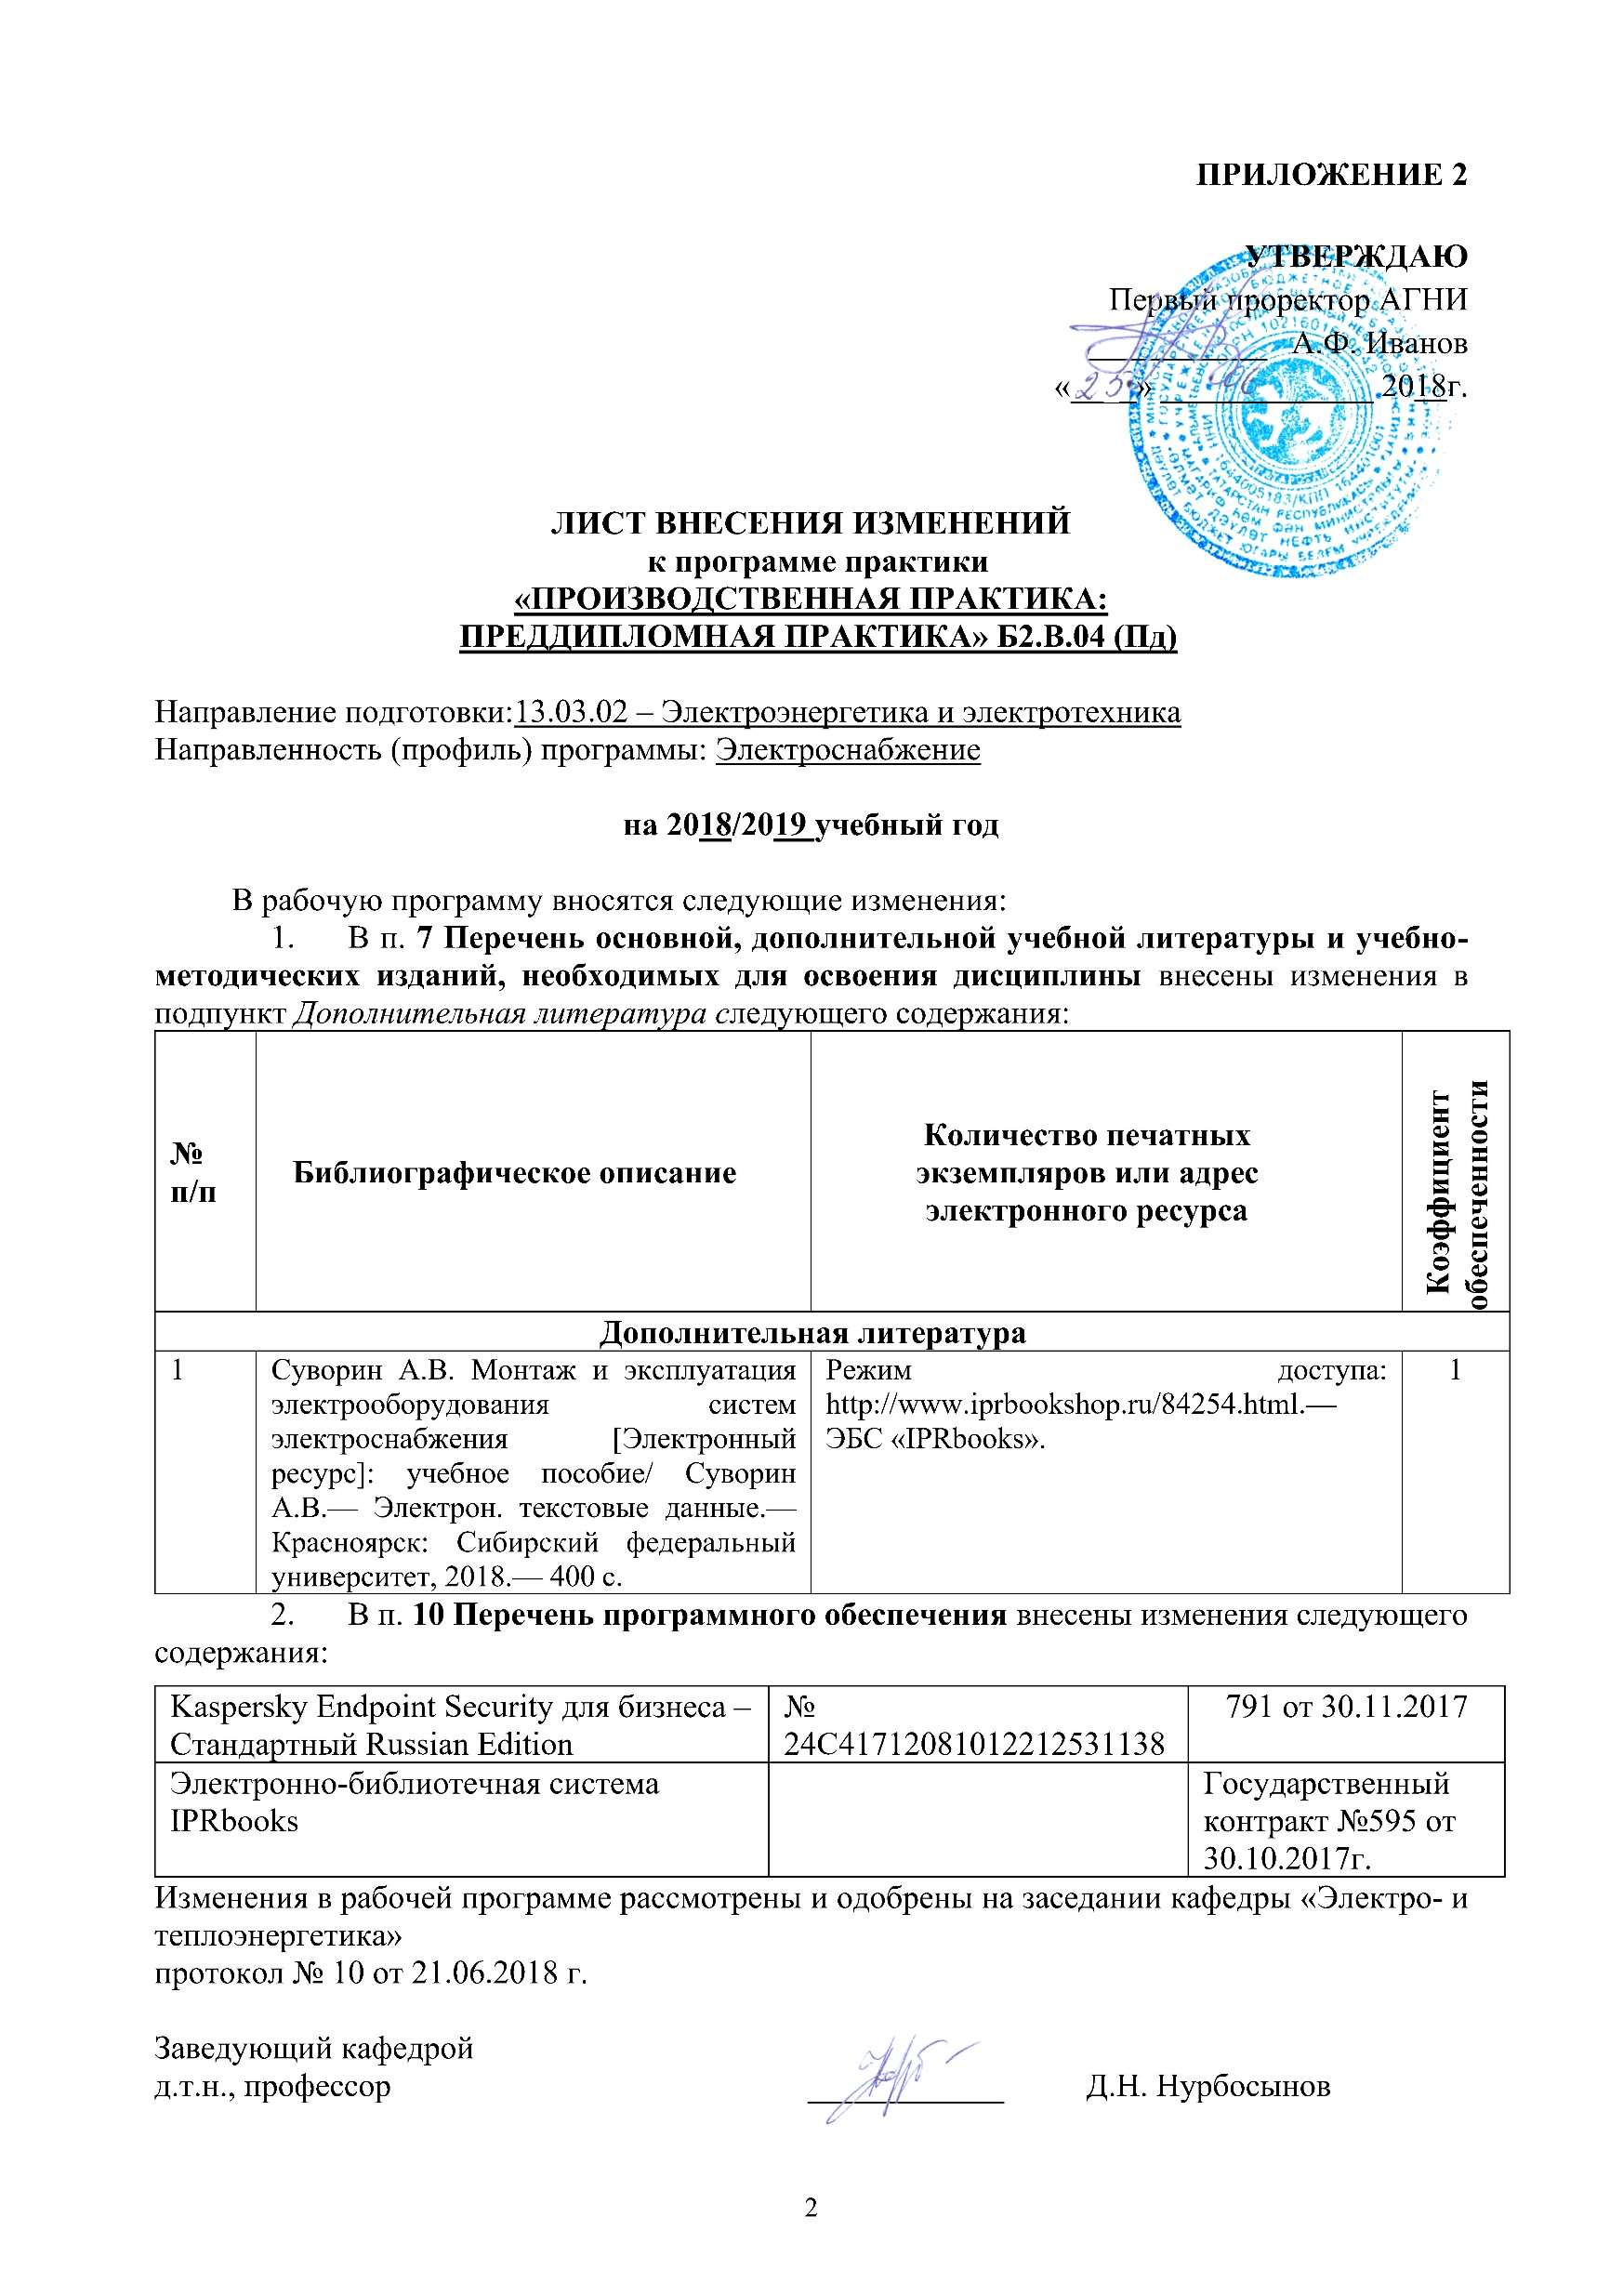 ПРИЛОЖЕНИЕ 2
УТВЕРЖДАЮ
Первый проректор АГНИ
А.Ф. Иванов
«25» 2018г.
ЛИСТ ВНЕСЕНИЯ ИЗМЕНЕНИЙ
к программе практики
«ПРОИЗВОДСТВЕННАЯ ПРАКТИКА:
ПРЕДДИПЛОМНАЯ ПРАКТИКА» Б2.В.04 (Пд)
Направление подготовки:13.03.02 – Электроэнергетика и электротехника
Направленность (профиль) программы: Электроснабжение
на 2018/2019 учебный год
В рабочую программу вносятся следующие изменения:
1. В п. 7 Перечень основной, дополнительной учебной литературы и учебно-
методических изданий, необходимых для освоения дисциплины внесены изменения в
подпункт Дополнительная литература следующего содержания:
№
п/п
Библиографическое описание
Количество печатных
экземпляров или адрес
электронного ресурса
Коэффициент
обеспеченности
Дополнительная литература
1
Суворин А.В. Монтаж и эксплуатация
электрооборудования систем
электроснабжения [Электронный
ресурс]: учебное пособие/ Суворин
А.В.— Электрон. текстовые данные.—
Красноярск: Сибирский федеральный
университет, 2018.— 400 с.
Режим доступа:
http://www.iprbookshop.ru/84254.html.—
ЭБС «IPRbooks».
1
2. В п. 10 Перечень программного обеспечения внесены изменения следующего
содержания:
Kaspersky Endpoint Security для бизнеса –
Стандартный Russian Edition
№
24C41712081012212531138
791 от 30.11.2017
Электронно-библиотечная система
IPRbooks
Государственный
контракт №595 от
30.10.2017г.
Изменения в рабочей программе рассмотрены и одобрены на заседании кафедры «Электро- и
теплоэнергетика»
протокол № 10 от 21.06.2018 г.
Заведующий кафедрой
д.т.н., профессор
Д.Н. Нурбосынов
2